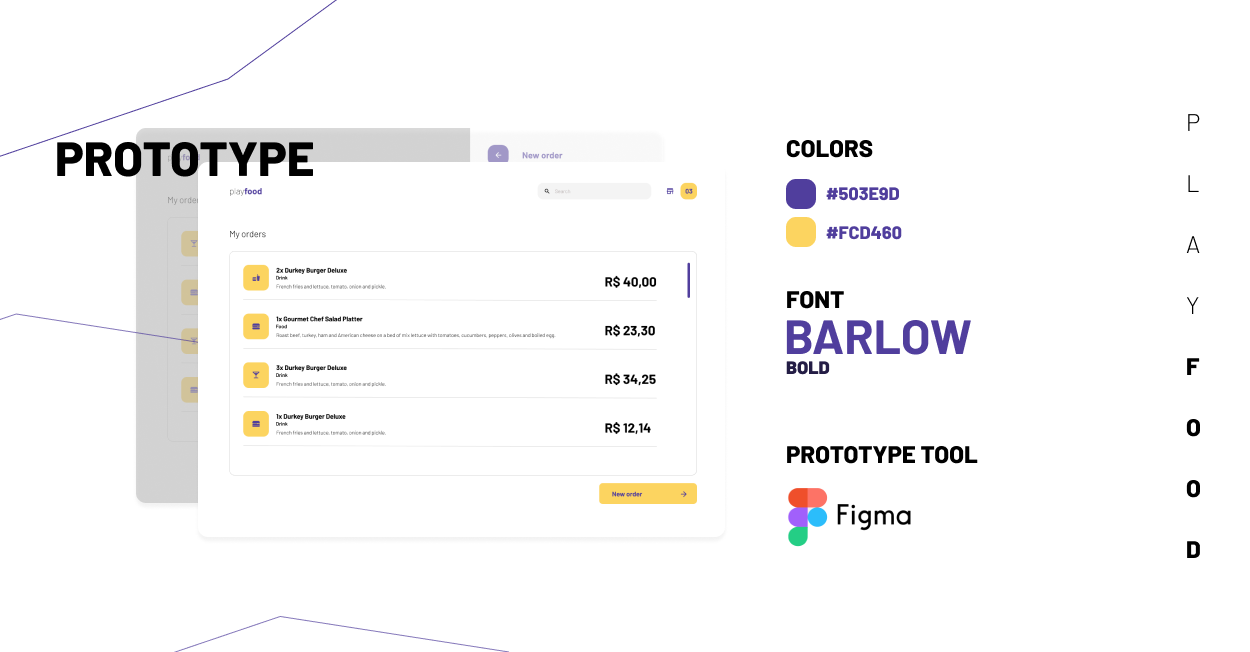 PROTOTYPE
New order
playfood
Search
03
My orders
2x Durkey Burger Deluxe
Drink
French fries and lettuce, tomato, onion and pickle.
R$ 40,00
1x Gourmet Chef Salad Platter
Food
Roast beef, turkey, ham and American cheese on a bed of mix lettuce with tomatoes, cucumbers, peppers, olives and boiled egg.
R$ 23,30
3x Durkey Burger Deluxe
Drink
French fries and lettuce, tomato, onion and pickle.
R$ 34,25
1x Durkey Burger Deluxe
Drink
French fries and lettuce, tomato, onion and pickle.
R$ 12,14
New order
COLORS
#503E9D
#FCD460
FONT
BARLOW
BOLD
PROTOTYPE TOOL
Figma
P
L
A
Y
F
O
O
D